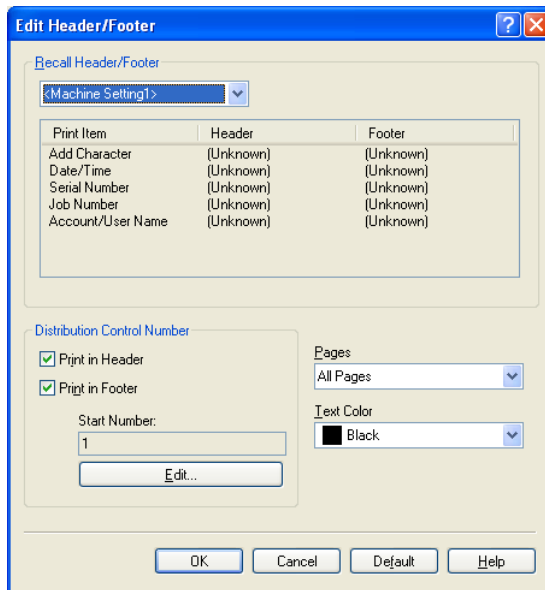 Edit Header/Footer
Recall Header/Footer
<Machine Setting1>
Print Item Header Footer
Add Character (Unknown) (Unknown)
Date/Time (Unknown) (Unknown)
Serial Number (Unknown) (Unknown)
Job Number (Unknown) (Unknown)
Account/User Name (Unknown) (Unknown)
Distribution Control Number
Print in Header
Print in Footer
Start Number:
1
Edit...
Pages
All Pages
Text Color
Black
OK Cancel Default Help